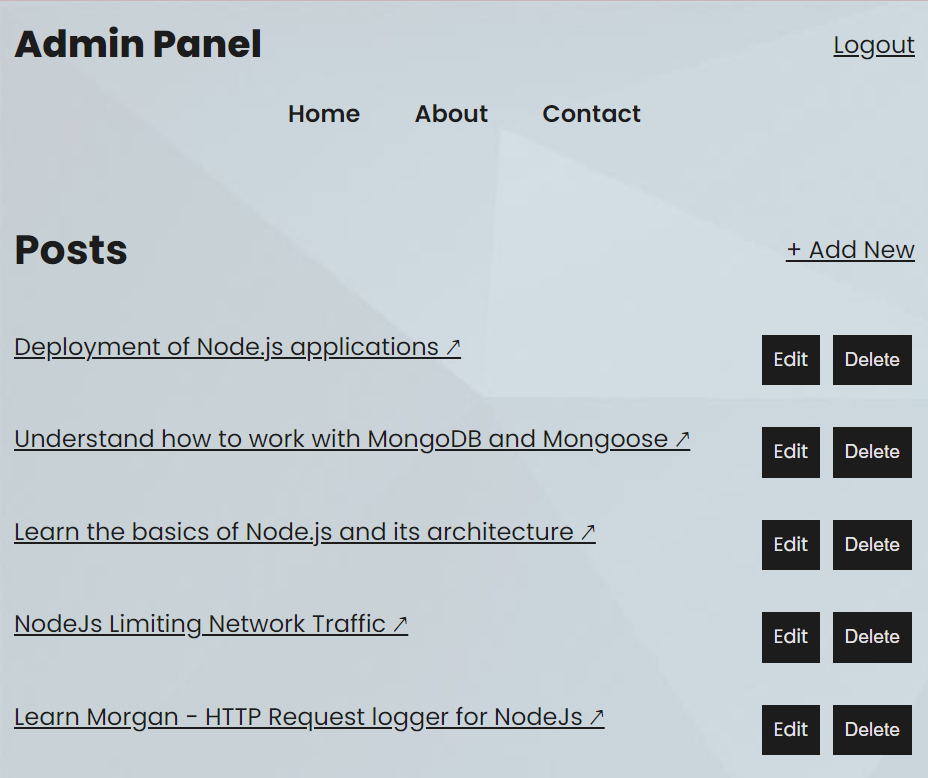 Admin Panel Logout
Home About Contact
Posts + Add New
Deployment of Node.js applications ↗ Edit Delete
Understand how to work with MongoDB and Mongoose ↗ Edit Delete
Learn the basics of Node.js and its architecture ↗ Edit Delete
NodeJs Limiting Network Traffic ↗ Edit Delete
Learn Morgan - HTTP Request logger for NodeJs ↗ Edit Delete